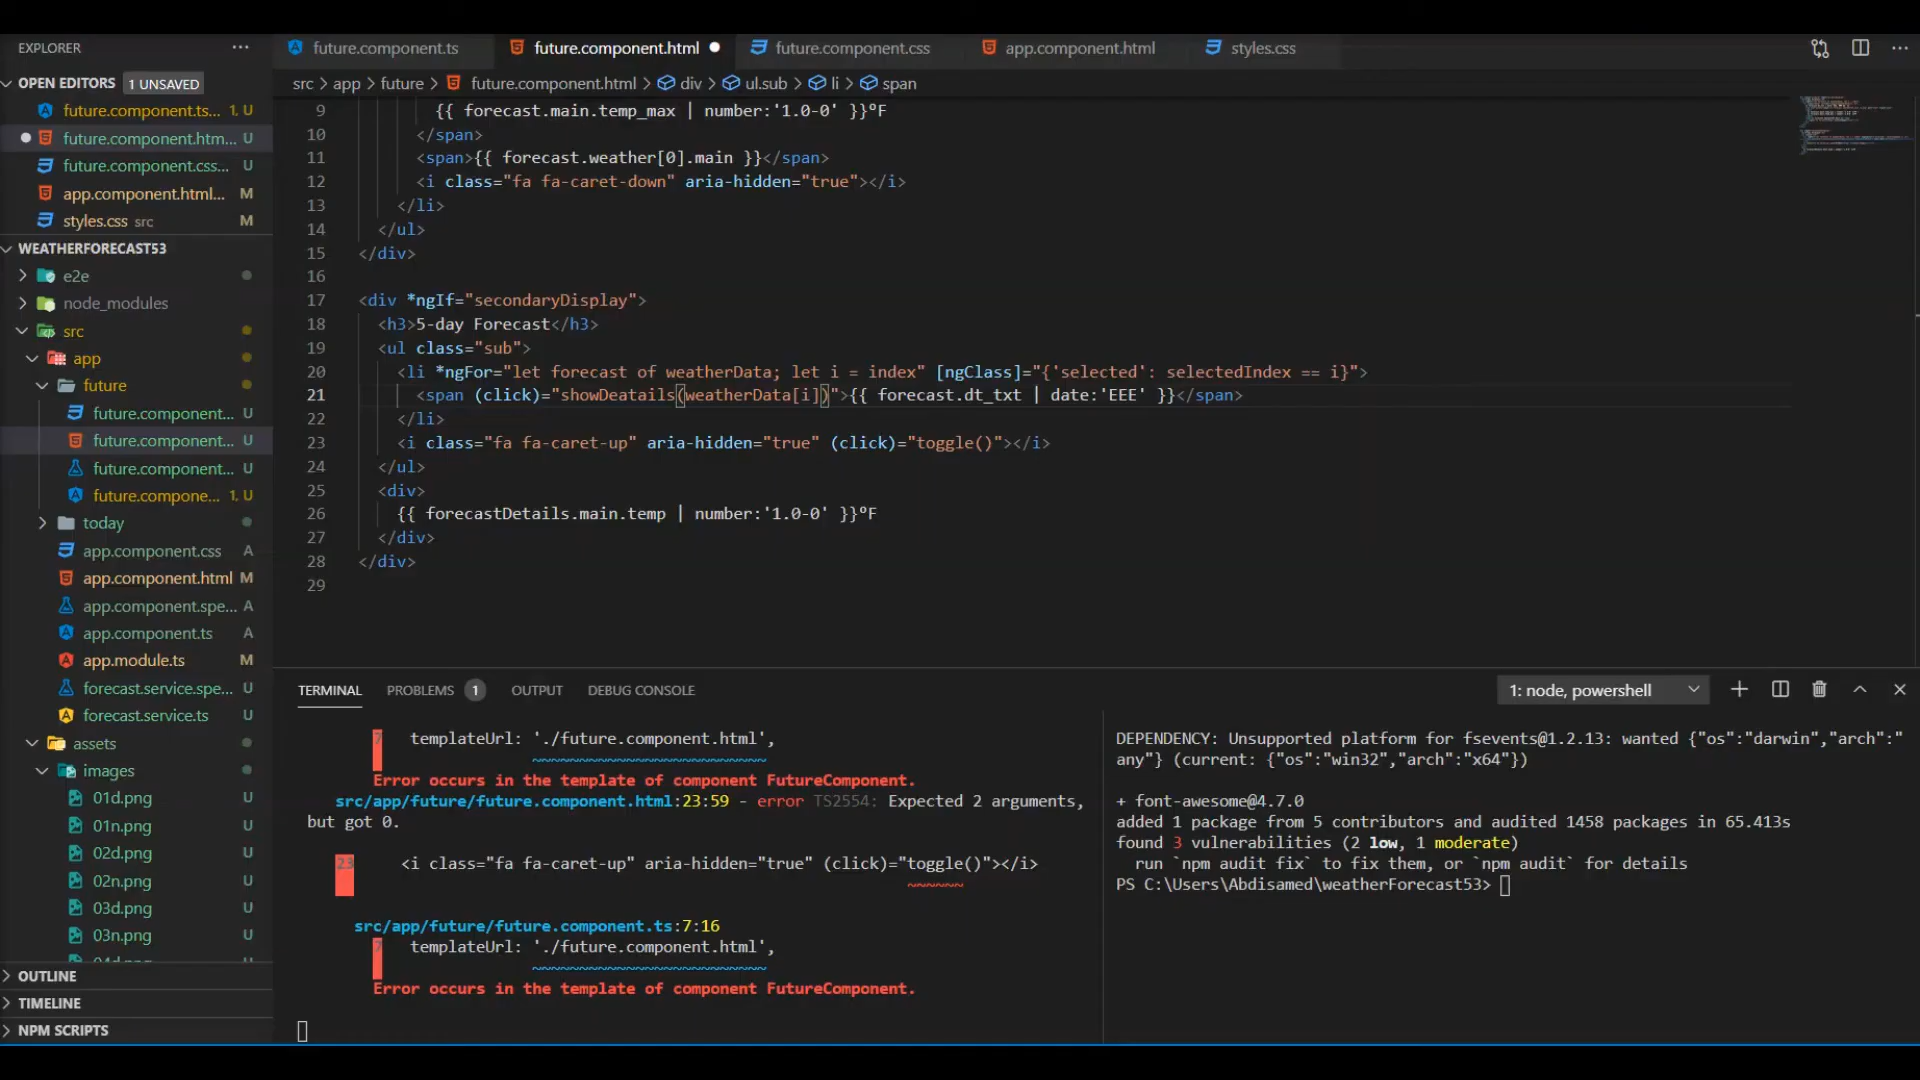 EXPLORER
OPEN EDITORS 1 UNSAVED
future.component.ts... 1, U
future.component.htm... U
future.component.css... U
app.component.html... M
styles.css src M
WEATHERFORECAST53
e2e
node_modules
src
app
future
future.component... U
future.component... U
future.component... U
future.compone... 1, U
today
app.component.css A
app.component.html M
app.component.spe... A
app.component.ts A
app.module.ts M
forecast.service.spe... U
forecast.service.ts U
assets
images
01d.png U
01n.png U
02d.png U
02n.png U
03d.png U
03n.png U
04d.png U
OUTLINE
TIMELINE
NPM SCRIPTS
future.component.ts future.component.html future.component.css app.component.html styles.css
src > app > future > future.component.html > div > ul.sub > li > span
9 {{ forecast.main.temp_max | number:'1.0-0' }}ºF
10 </span>
11 <span>{{ forecast.weather[0].main }}</span>
12 <i class="fa fa-caret-down" aria-hidden="true"></i>
13 </li>
14 </ul>
15 </div>
16
17 <div *ngIf="secondaryDisplay">
18 <h3>5-day Forecast</h3>
19 <ul class="sub">
20 <li *ngFor="let forecast of weatherData; let i = index" [ngClass]="{'selected': selectedIndex == i}">
21 <span (click)="showDeatails(weatherData[i])">{{ forecast.dt_txt | date:'EEE' }}</span>
22 </li>
23 <i class="fa fa-caret-up" aria-hidden="true" (click)="toggle()"></i>
24 </ul>
25 <div>
26 {{ forecastDetails.main.temp | number:'1.0-0' }}ºF
27 </div>
28 </div>
29
TERMINAL PROBLEMS 1 OUTPUT DEBUG CONSOLE 1: node, powershell
7 templateUrl: './future.component.html',
Error occurs in the template of component FutureComponent.
src/app/future/future.component.html:23:59 - error TS2554: Expected 2 arguments,
but got 0.
23 <i class="fa fa-caret-up" aria-hidden="true" (click)="toggle()"></i>
src/app/future/future.component.ts:7:16
7 templateUrl: './future.component.html',
Error occurs in the template of component FutureComponent.
DEPENDENCY: Unsupported platform for fsevents@1.2.13: wanted {"os":"darwin","arch":"
any"} (current: {"os":"win32","arch":"x64"})
+ font-awesome@4.7.0
added 1 package from 5 contributors and audited 1458 packages in 65.413s
found 3 vulnerabilities (2 low, 1 moderate)
run `npm audit fix` to fix them, or `npm audit` for details
PS C:\Users\Abdisamed\weatherForecast53>